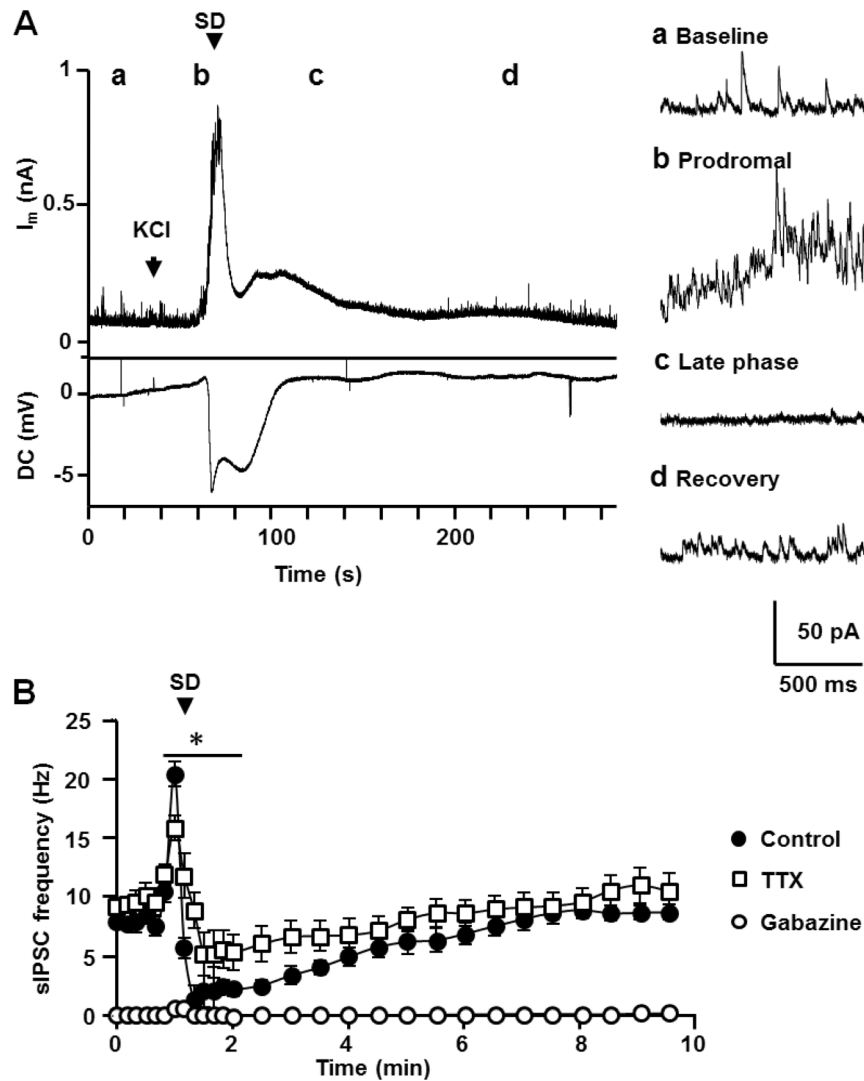 A
SD
a b c d
1
0.5
0
Im (nA)
KCl
0
-5
DC (mV)
0 100 200
Time (s)
a Baseline
b Prodromal
c Late phase
d Recovery
50 pA
500 ms
B
SD
*
25
20
15
10
5
0
sIPSC frequency (Hz)
0 2 4 6 8 10
Time (min)
Control
TTX
Gabazine